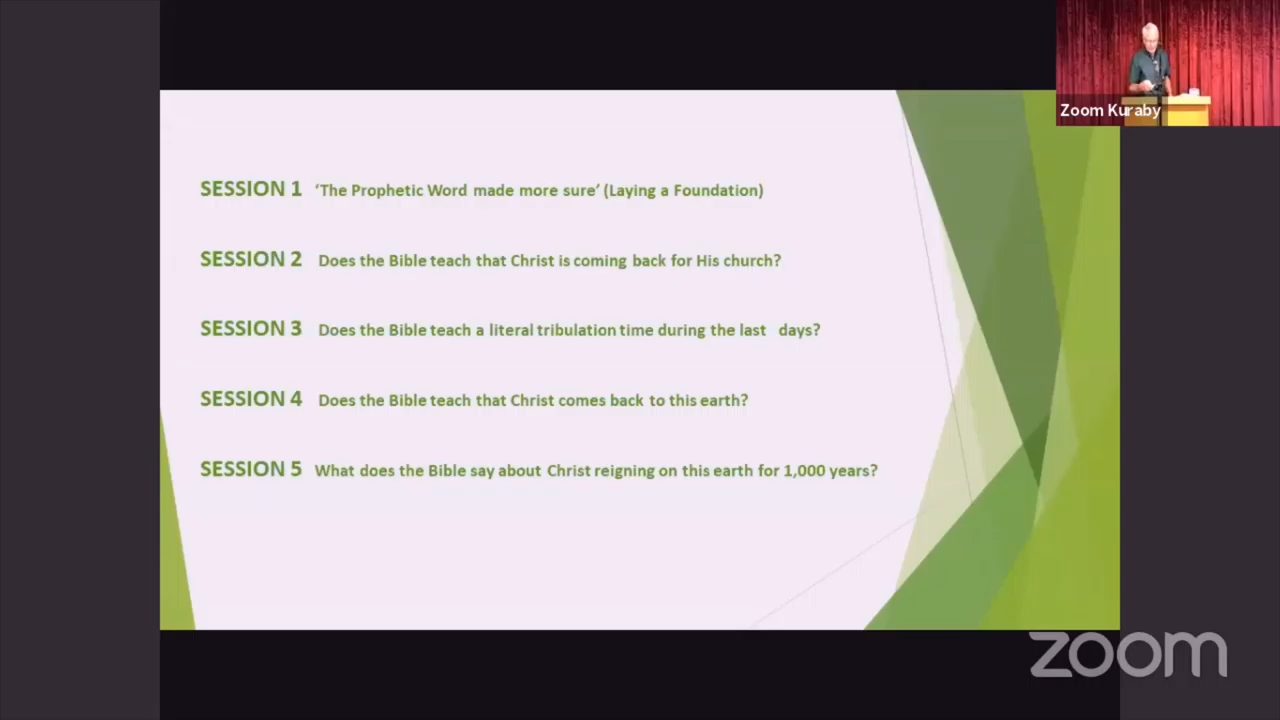 Zoom Kuraby
SESSION 1 ‘The Prophetic Word made more sure’ (Laying a Foundation)
SESSION 2 Does the Bible teach that Christ is coming back for His church?
SESSION 3 Does the Bible teach a literal tribulation time during the last days?
SESSION 4 Does the Bible teach that Christ comes back to this earth?
SESSION 5 What does the Bible say about Christ reigning on this earth for 1,000 years?
zoom